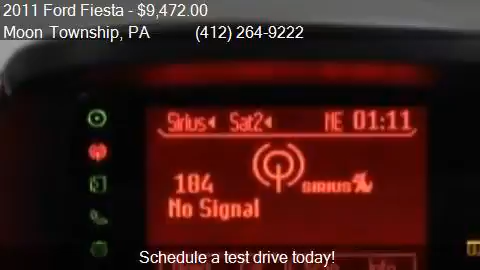 2011 Ford Fiesta - $9,472.00
Moon Township, PA (412) 264-9222
Sirius Sat2 NE 01:11
SIRIUS
184
No Signal
Schedule a test drive today!